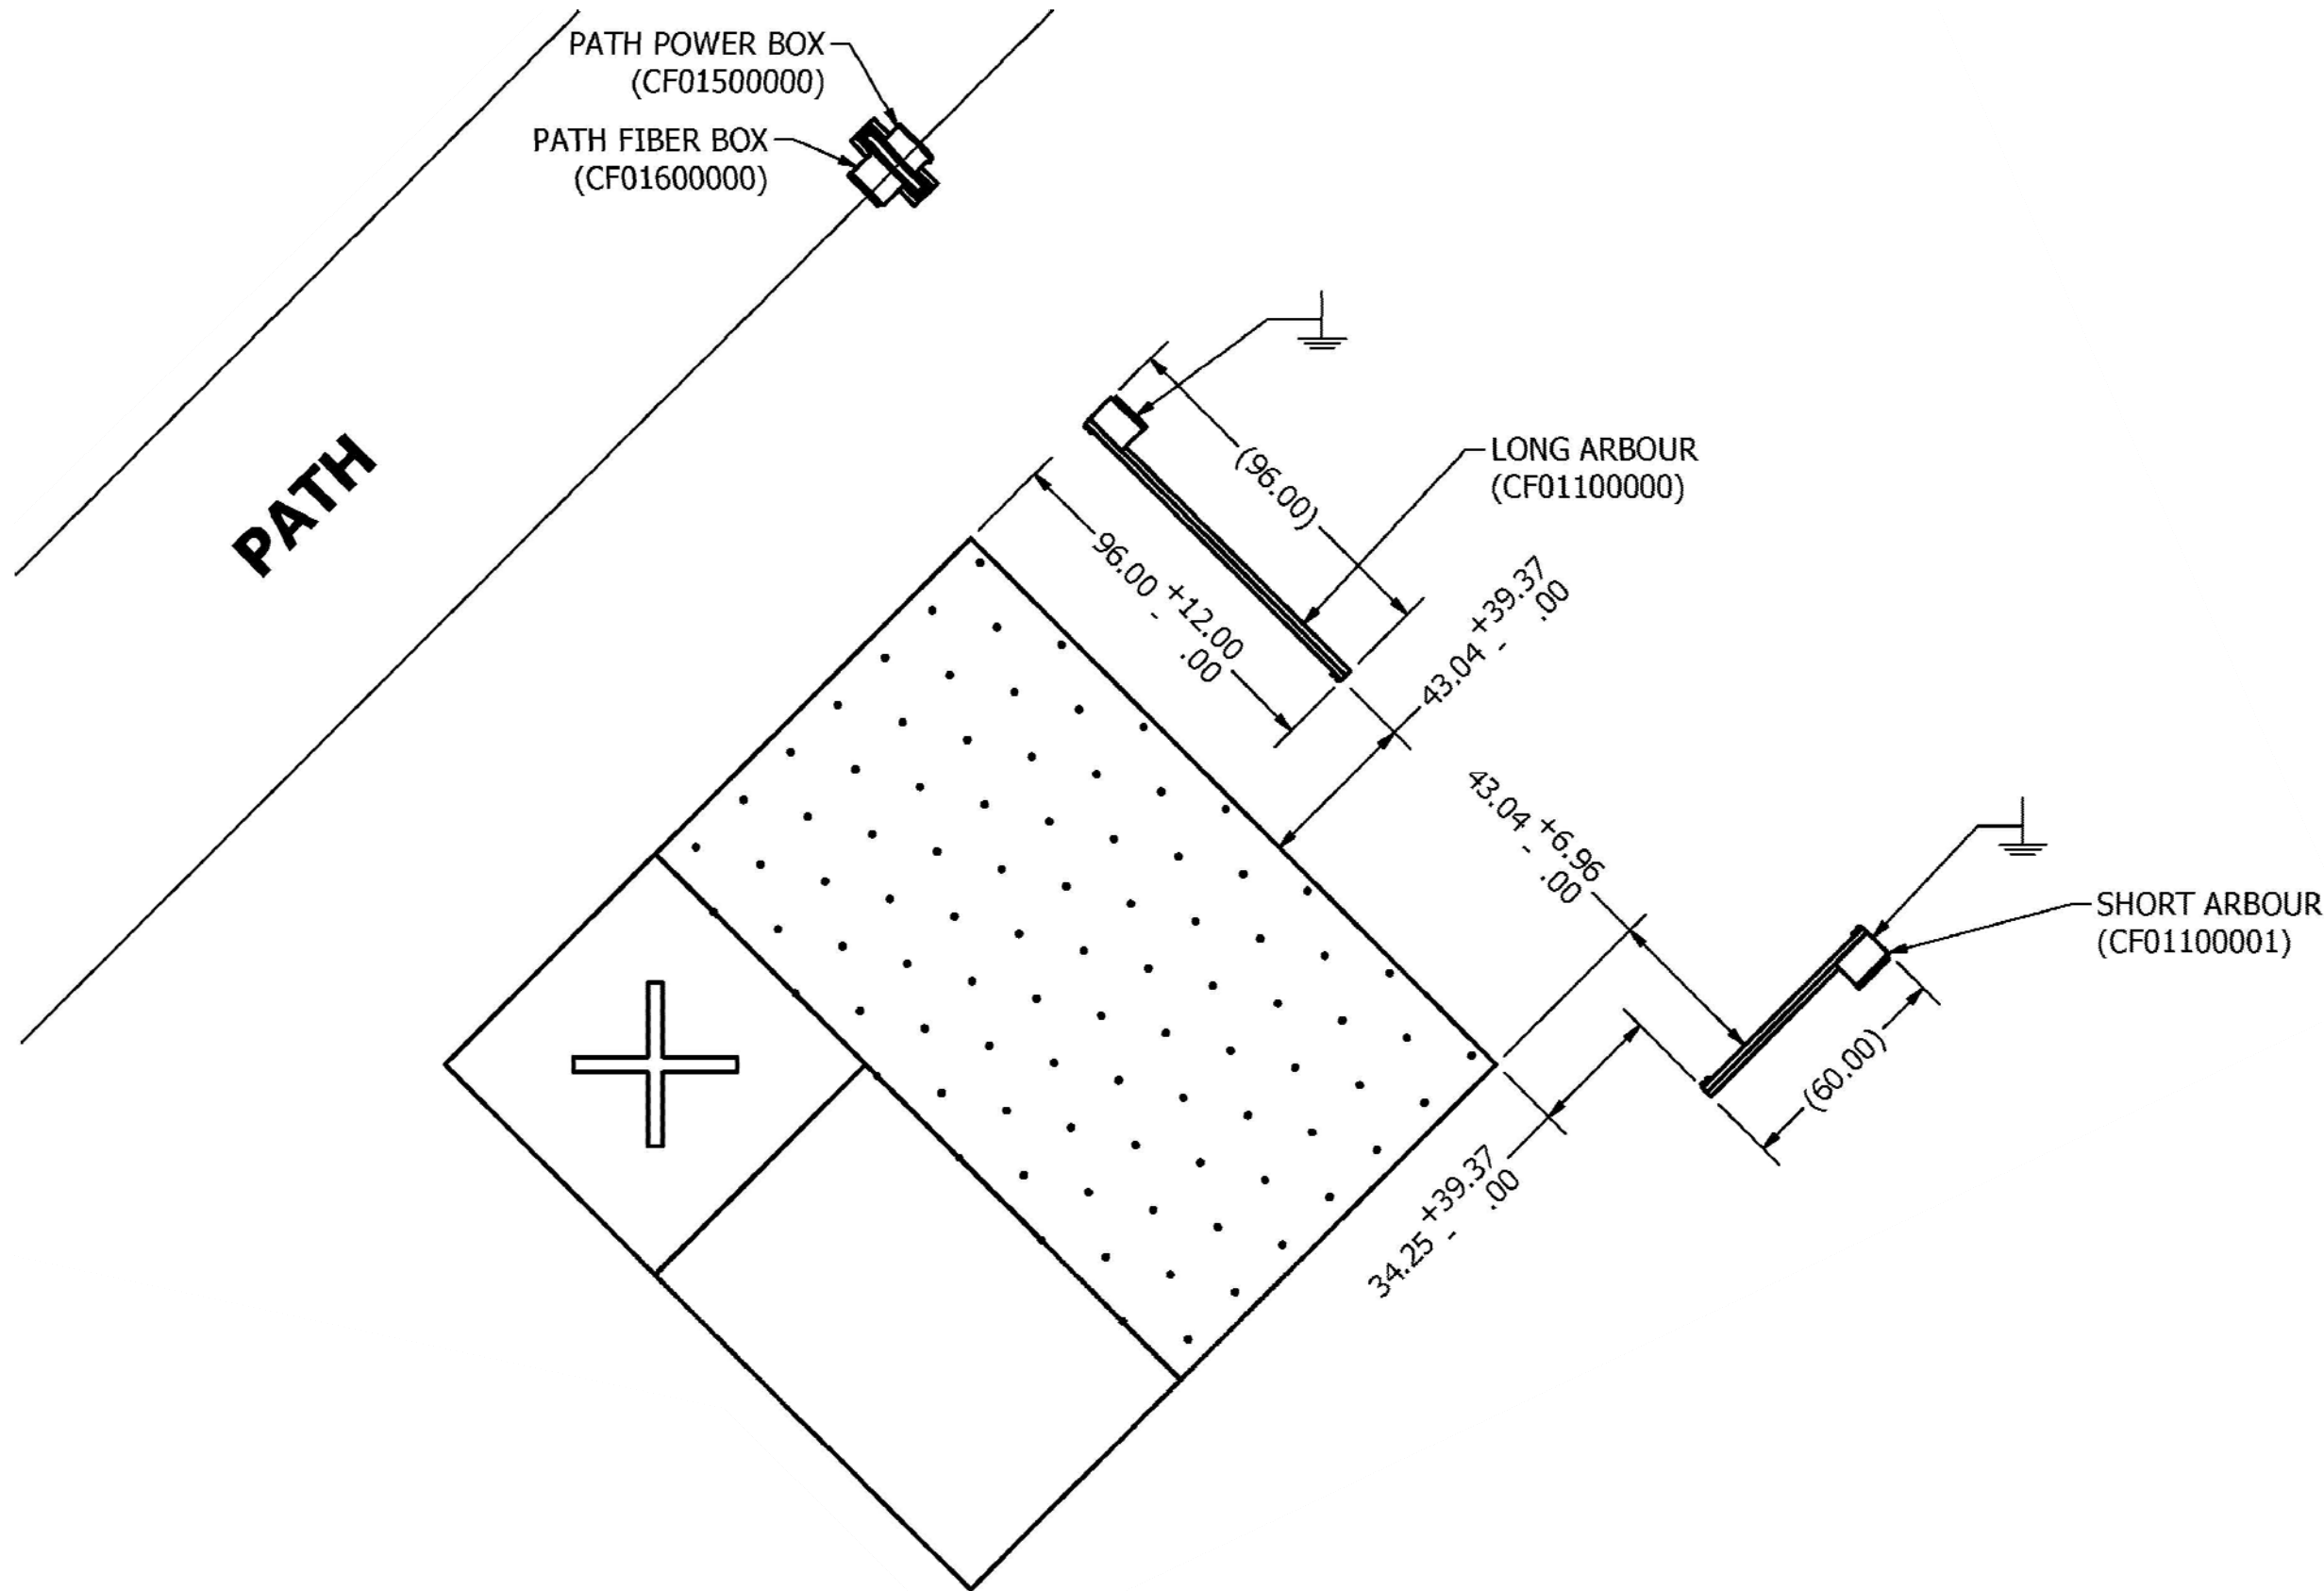 PATH POWER BOX
(CF01500000)
PATH FIBER BOX
(CF01600000)
PATH
LONG ARBOUR
(CF01100000)
(96.00)
96.00 +12.00
- .00
43.04 +39.37
- .00
43.04 +6.96
- .00
SHORT ARBOUR
(CF01100001)
(60.00)
34.25 +39.37
- .00